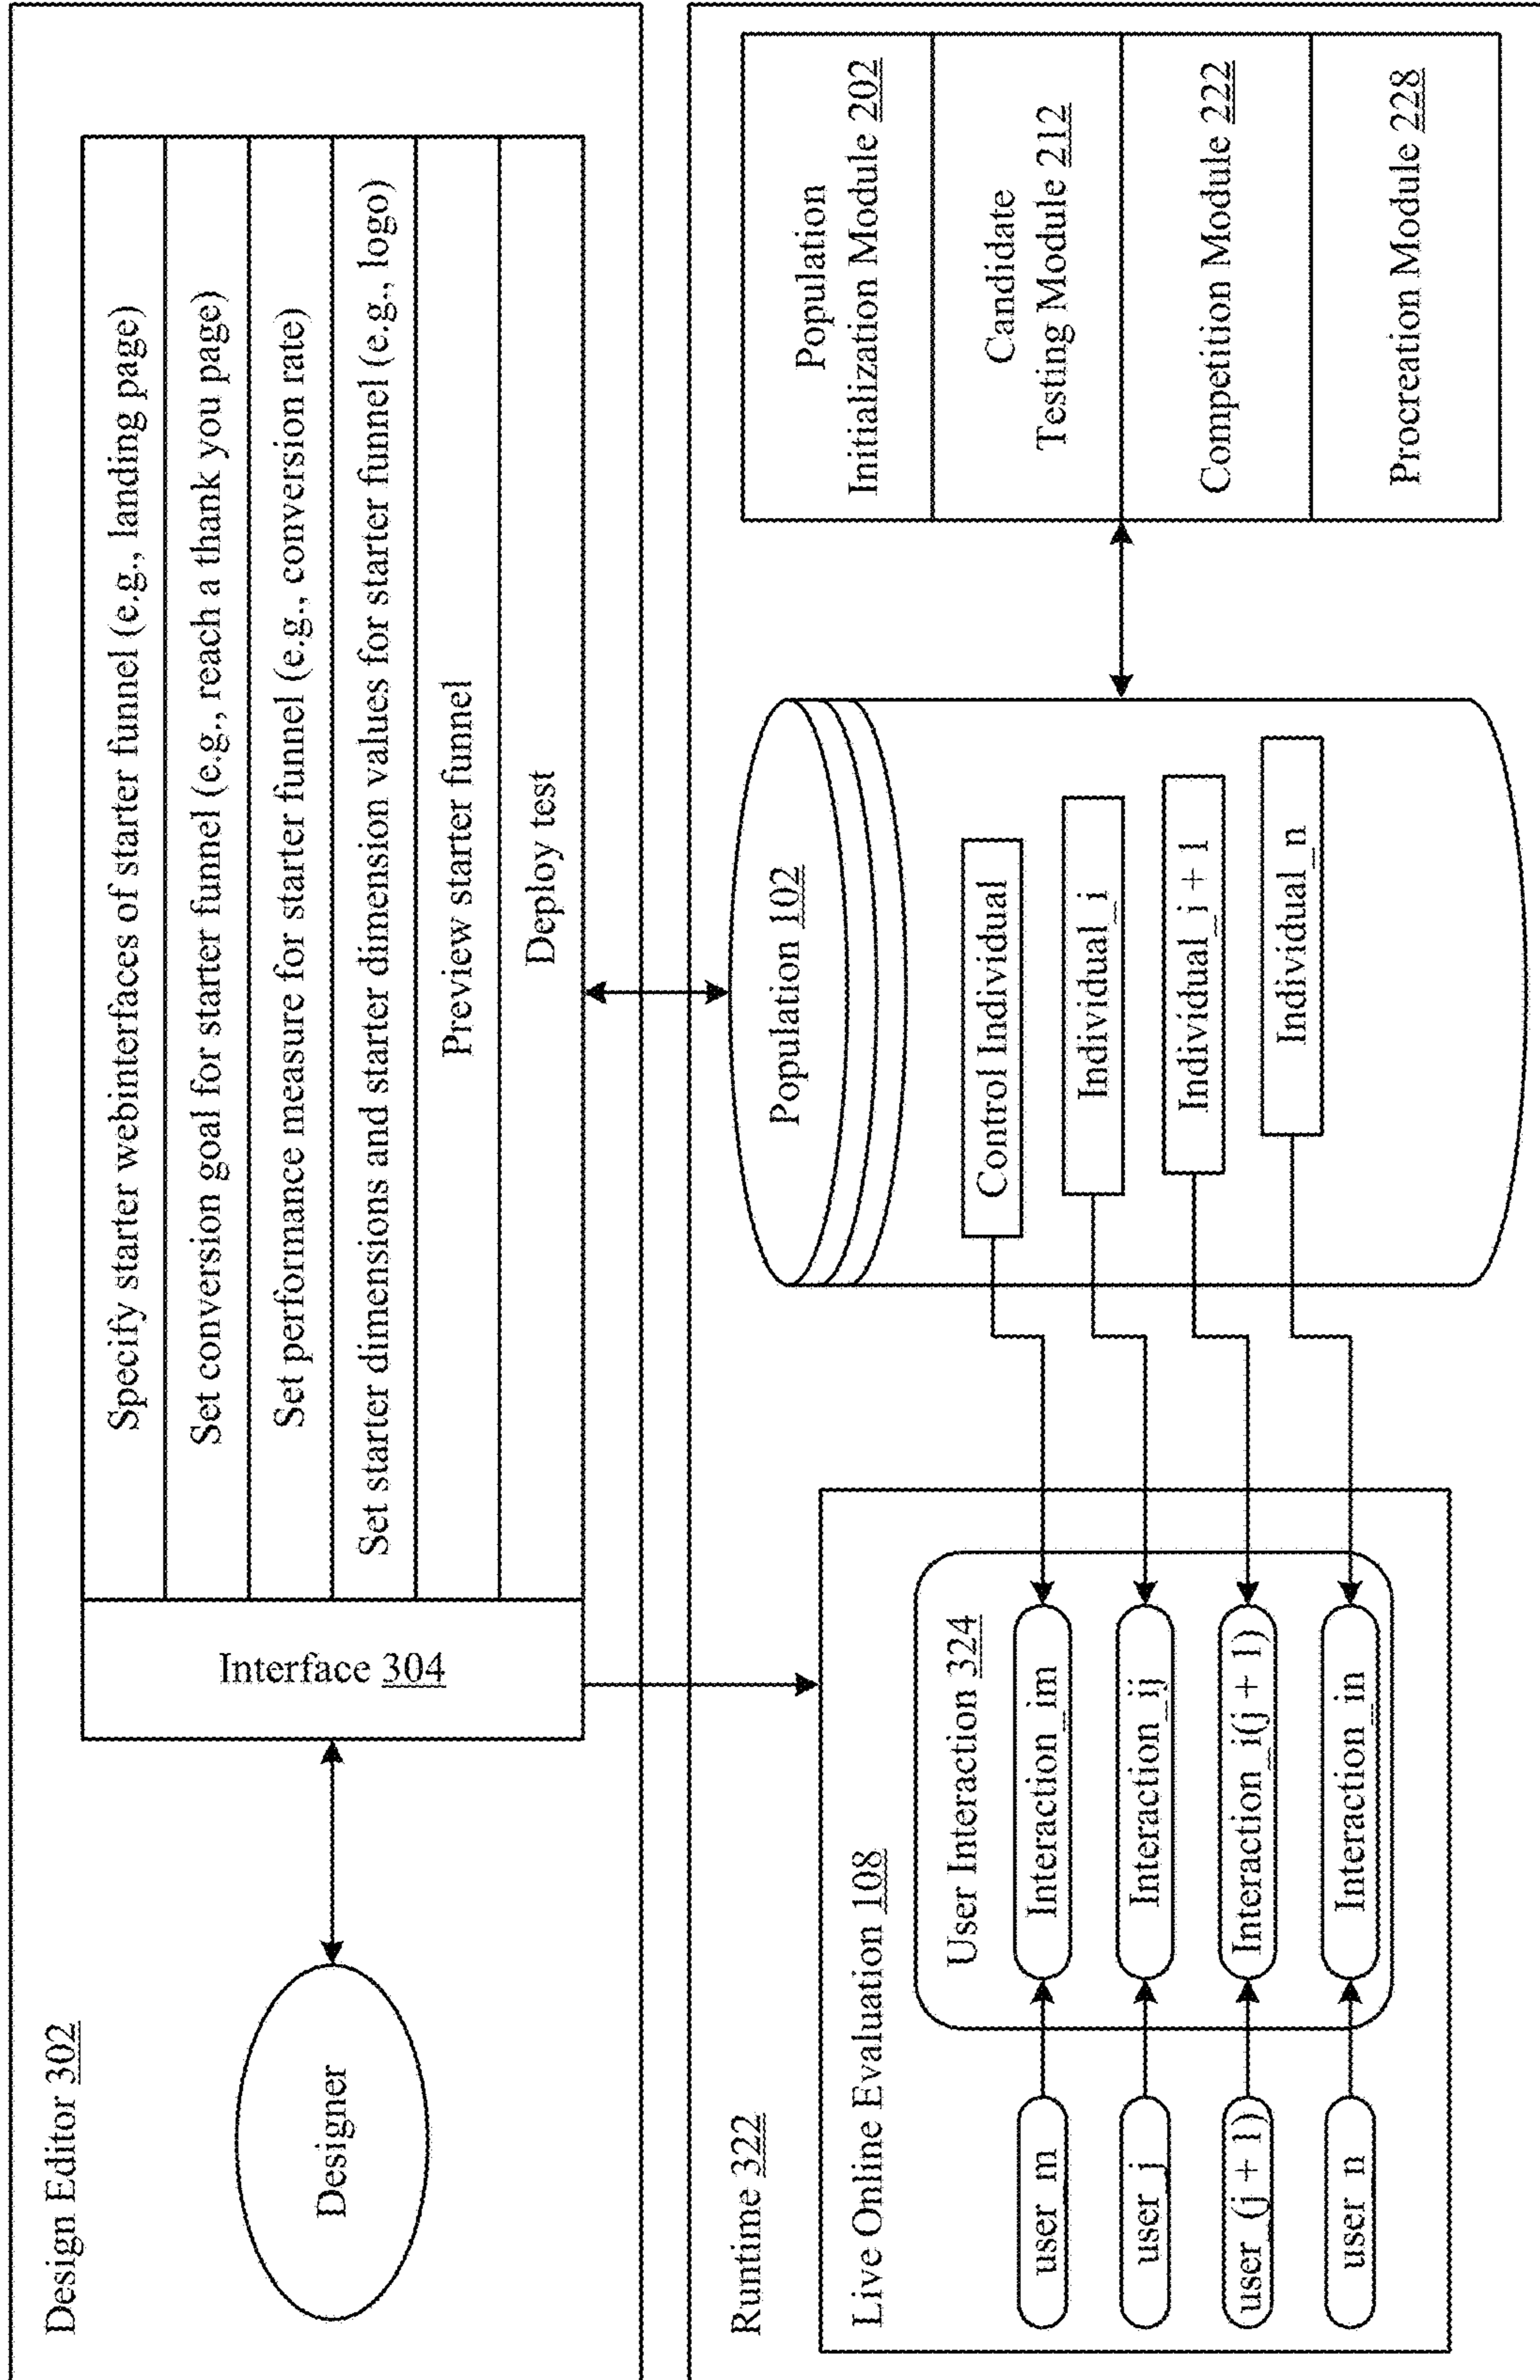 Design Editor 302
Designer
Interface 304
Specify starter webinterfaces of starter funnel (e.g., landing page)
Set conversion goal for starter funnel (e.g., reach a thank you page)
Set performance measure for starter funnel (e.g., conversion rate)
Set starter dimensions and starter dimension values for starter funnel (e.g., logo)
Preview starter funnel
Deploy test
Runtime 322
Live Online Evaluation 108
User Interaction 324
user_m
Interaction_im
user_j
Interaction_ij
user_(j + 1)
Interaction_i(j + 1)
user_n
Interaction_in
Population 102
Control Individual
Individual_i
Individual_i + 1
Individual_n
Population
Initialization Module 202
Candidate
Testing Module 212
Competition Module 222
Procreation Module 228